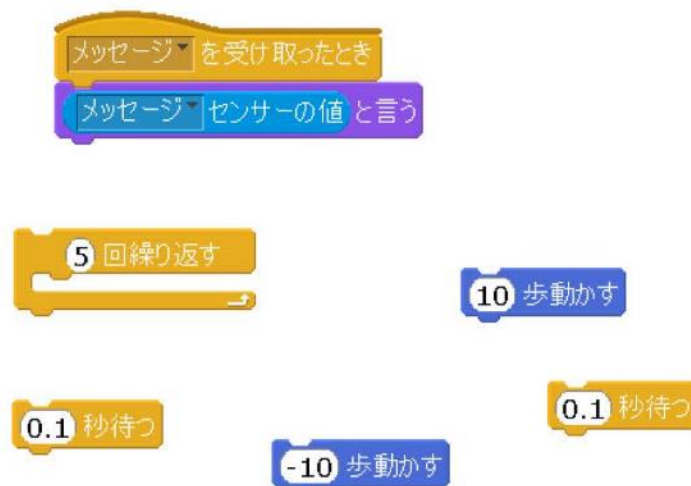 メッセージ を受け取ったとき
メッセージ センサーの値 と言う
5 回繰り返す
10 歩動かす
0.1 秒待つ
0.1 秒待つ
-10 歩動かす